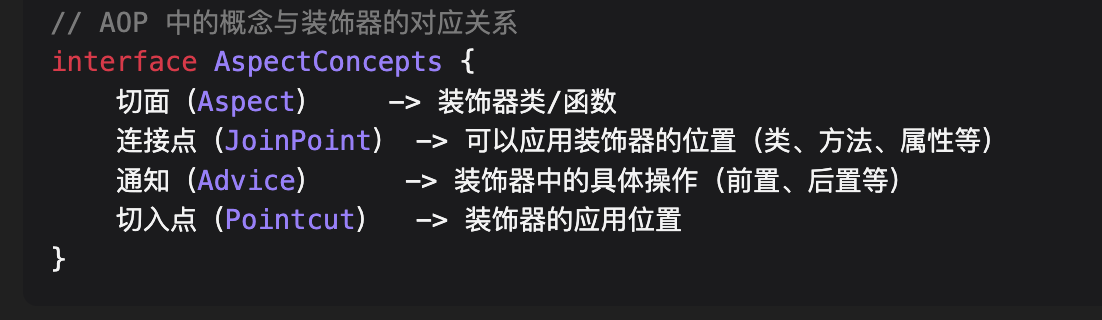 // AOP 中的概念与装饰器的对应关系
interface AspectConcepts {
切面（Aspect） -> 装饰器类/函数
连接点（JoinPoint） -> 可以应用装饰器的位置（类、方法、属性等）
通知（Advice） -> 装饰器中的具体操作（前置、后置等）
切入点（Pointcut） -> 装饰器的应用位置
}